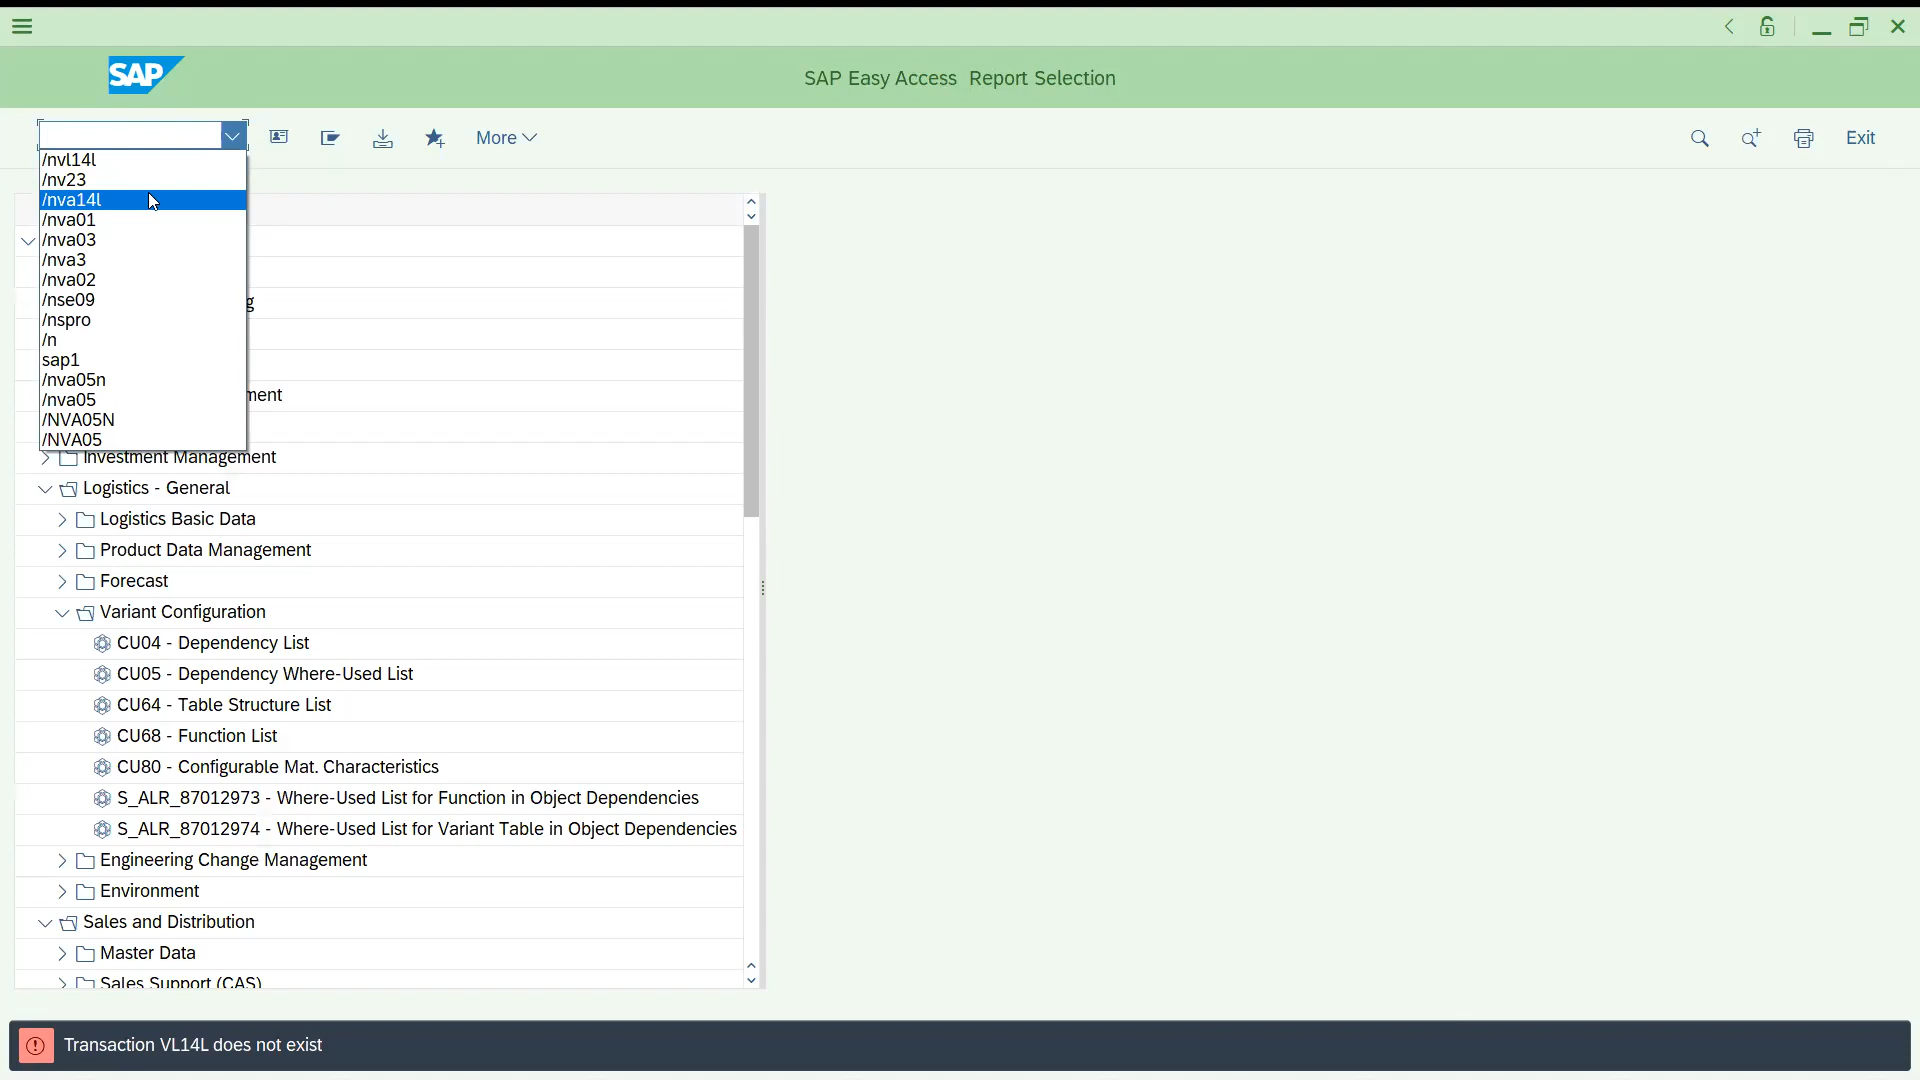 SAP
SAP Easy Access Report Selection
More
Exit
/nvl14l
/nv23
/nva14l
/nva01
/nva03
/nva3
/nva02
/nse09
/nspro
/n
sap1
/nva05n
/nva05
/NVA05N
/NVA05
g
ment
Investment Management
Logistics - General
Logistics Basic Data
Product Data Management
Forecast
Variant Configuration
CU04 - Dependency List
CU05 - Dependency Where-Used List
CU64 - Table Structure List
CU68 - Function List
CU80 - Configurable Mat. Characteristics
S_ALR_87012973 - Where-Used List for Function in Object Dependencies
S_ALR_87012974 - Where-Used List for Variant Table in Object Dependencies
Engineering Change Management
Environment
Sales and Distribution
Master Data
Sales Support (CAS)
Transaction VL14L does not exist